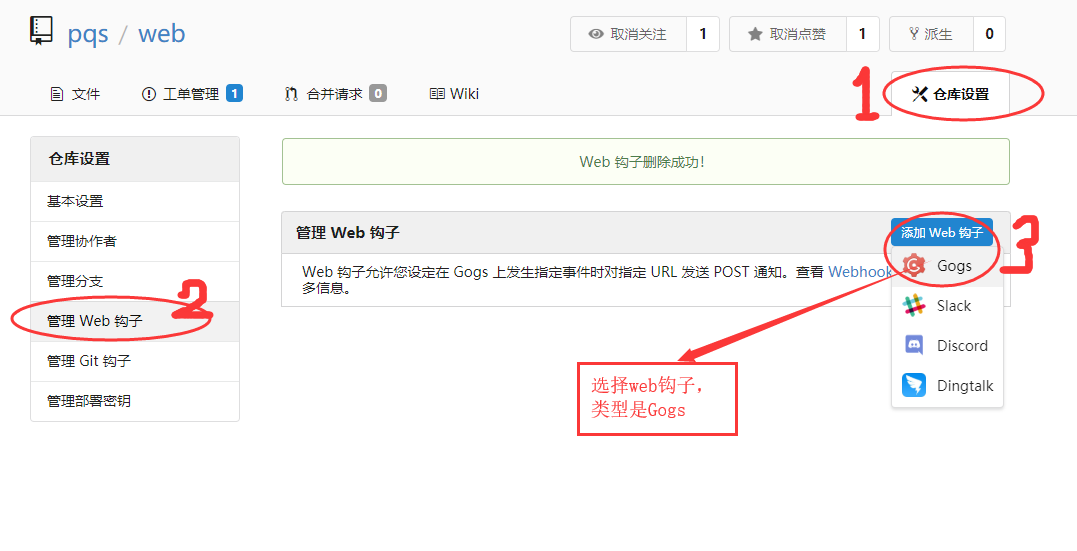 pqs / web
取消关注 1
取消点赞 1
派生 0
文件
工单管理 1
合并请求 0
Wiki
1
仓库设置
仓库设置
基本设置
管理协作者
管理分支
管理 Web 钩子
2
管理 Git 钩子
管理部署密钥
Web 钩子删除成功！
管理 Web 钩子
添加 Web 钩子
3
Web 钩子允许您设定在 Gogs 上发生指定事件时对指定 URL 发送 POST 通知。查看 Webhook
多信息。
Gogs
Slack
Discord
Dingtalk
选择web钩子，
类型是Gogs